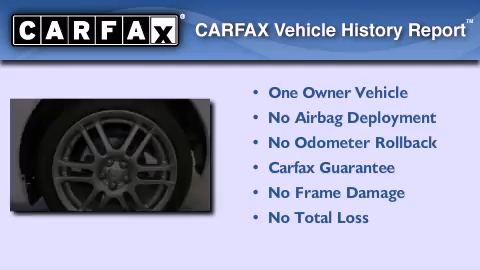 CARFAX® CARFAX Vehicle History Report™
• One Owner Vehicle
• No Airbag Deployment
• No Odometer Rollback
• Carfax Guarantee
• No Frame Damage
• No Total Loss